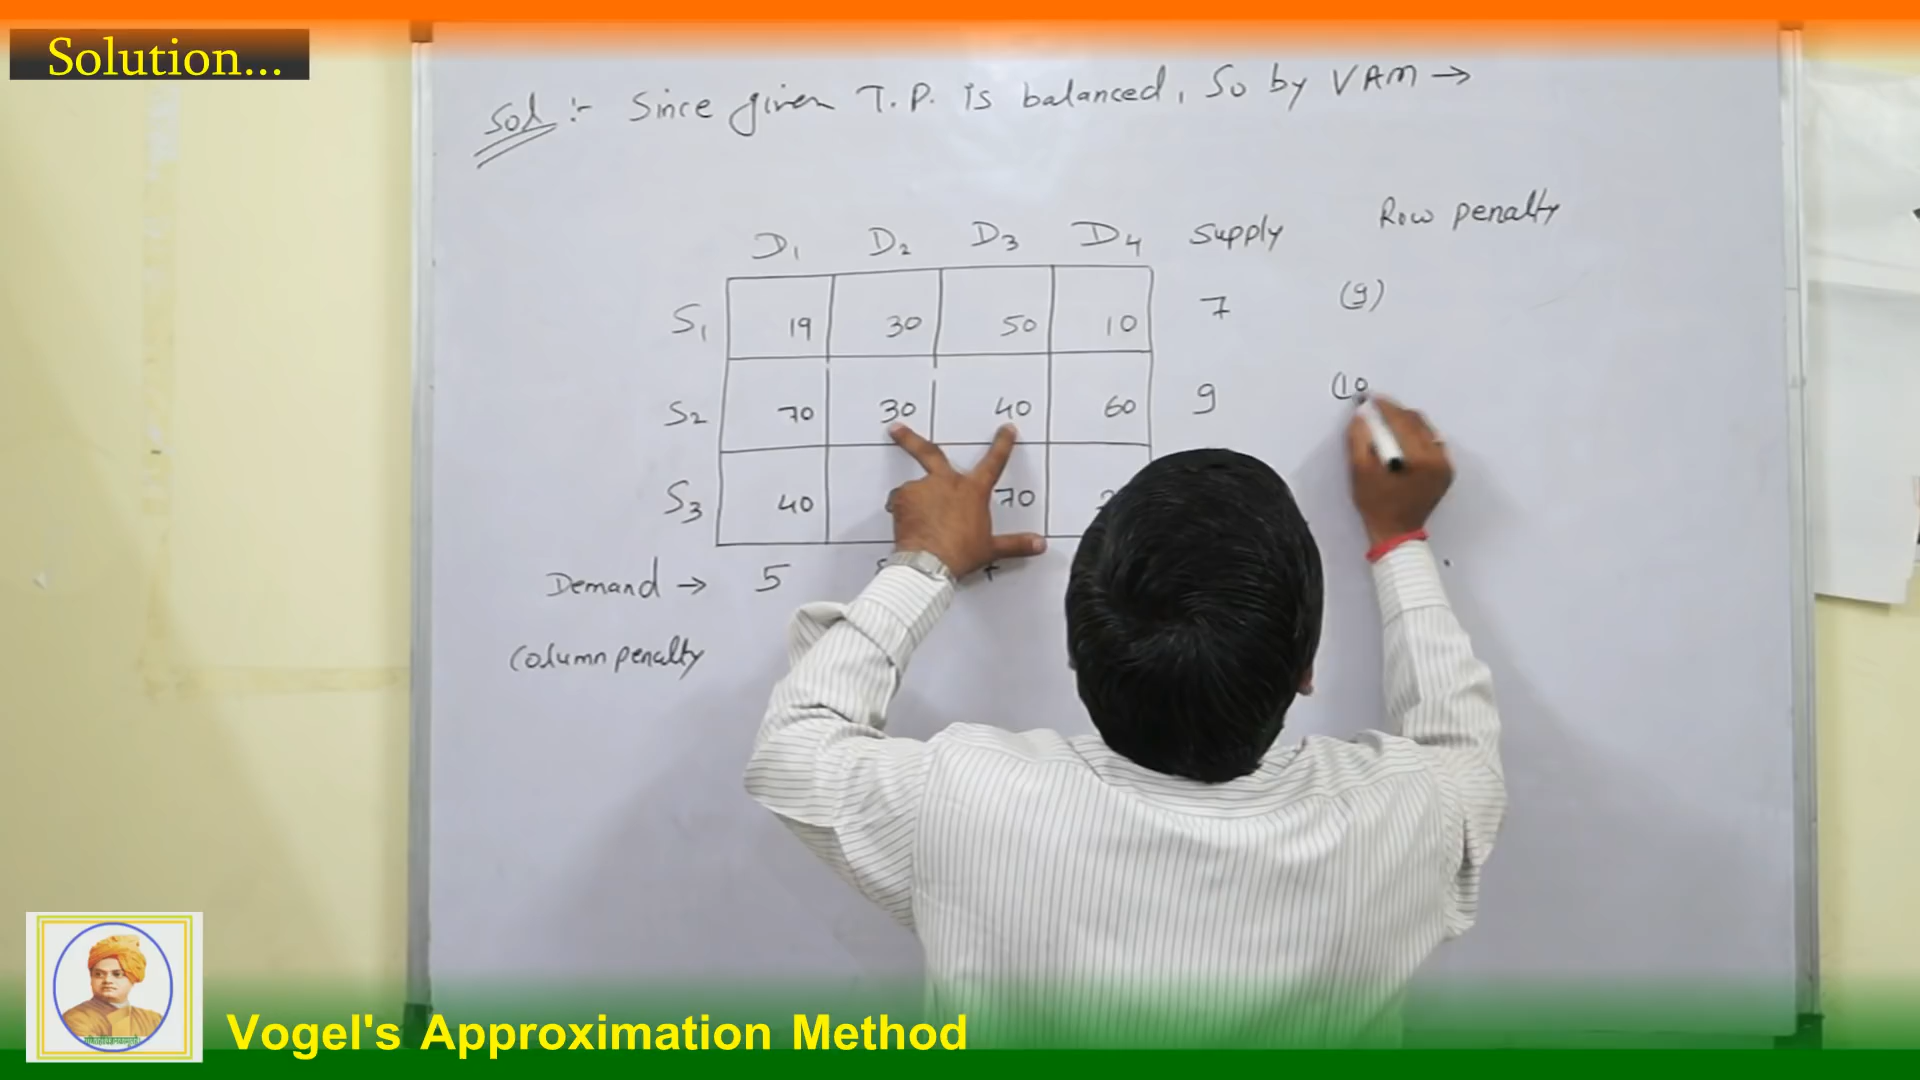 Solution...
Sol :- Since given T.P. is balanced, So by VAM →
Row penalty
D1 D2 D3 D4 Supply
S1 19 30 50 10 7 (9)
S2 70 30 40 60 9 (10
S3 40 70
Demand → 5
Column penalty
Vogel's Approximation Method